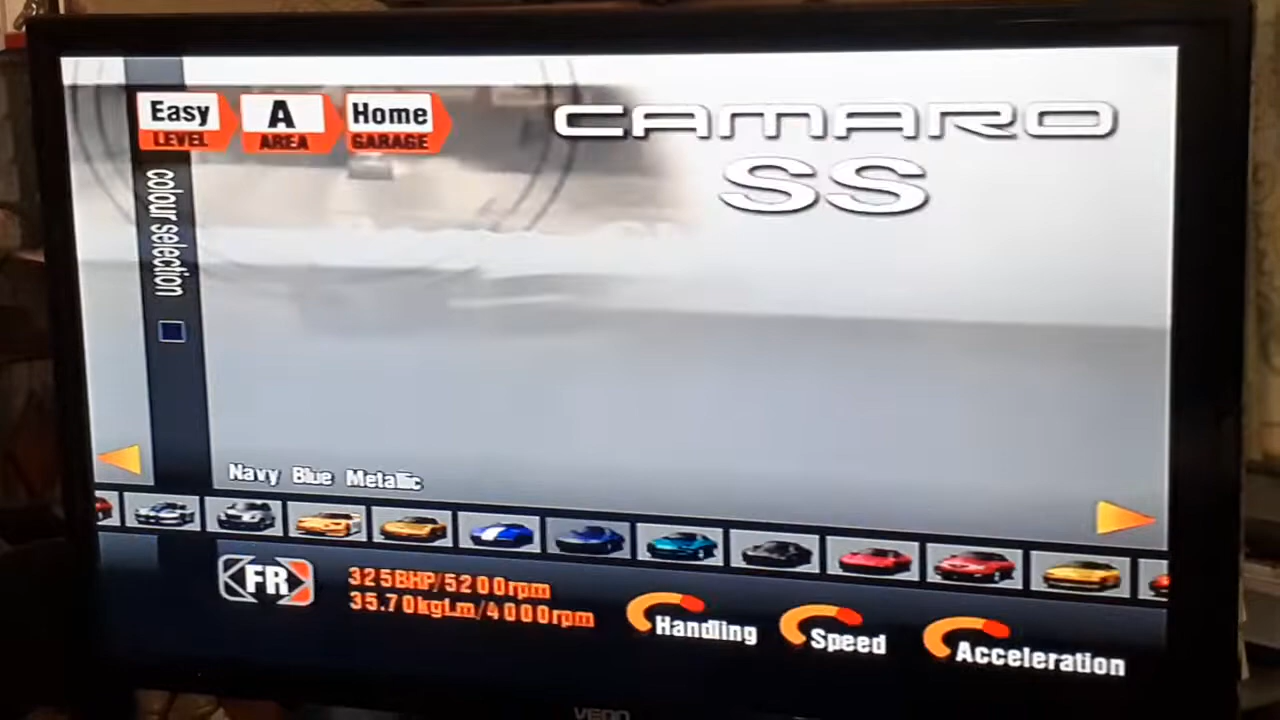 Easy
LEVEL
A
AREA
Home
GARAGE
CAMARO
SS
colour selection
Navy Blue Metallic
FR
325BHP/5200rpm
35.70kgLm/4000rpm
Handling
Speed
Acceleration